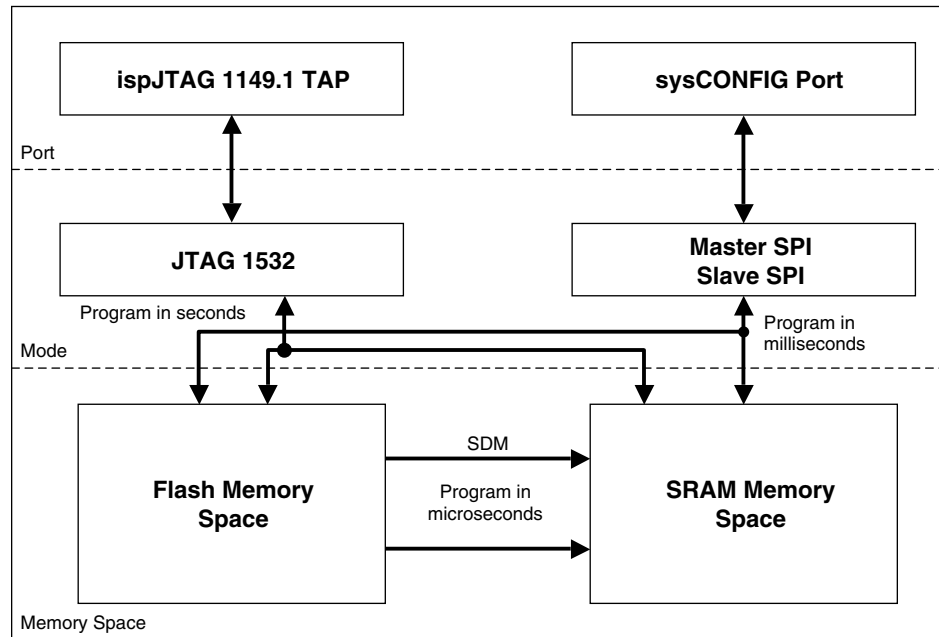 ispJTAG 1149.1 TAP
sysCONFIG Port
Port
JTAG 1532
Master SPI
Slave SPI
Program in seconds
Program in
milliseconds
Mode
SDM
Flash Memory
Space
Program in
microseconds
SRAM Memory
Space
Memory Space